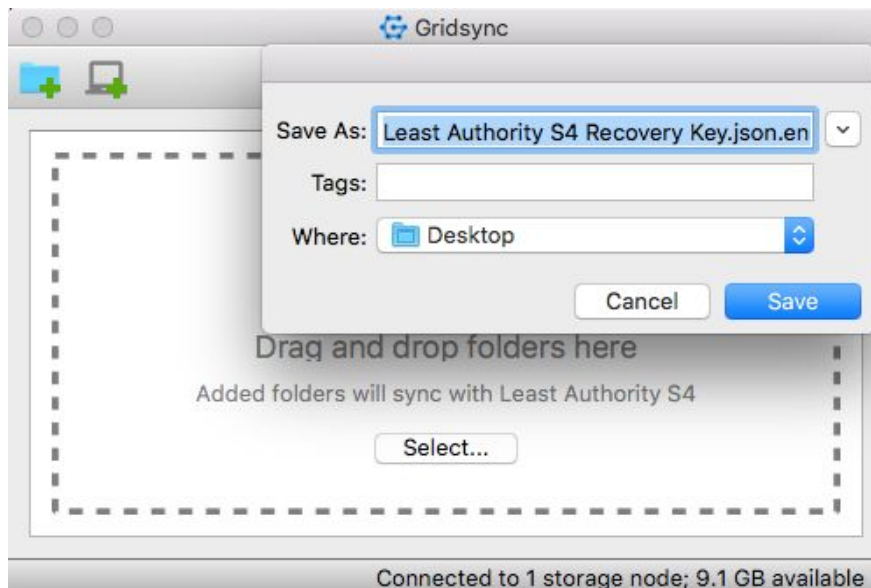 Gridsync
Save As: Least Authority S4 Recovery Key.json.en
Tags:
Where: Desktop
Cancel Save
Drag and drop folders here
Added folders will sync with Least Authority S4
Select...
Connected to 1 storage node; 9.1 GB available